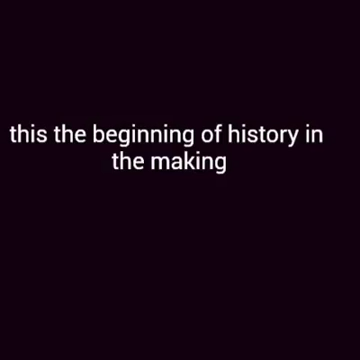 this the beginning of history in
the making